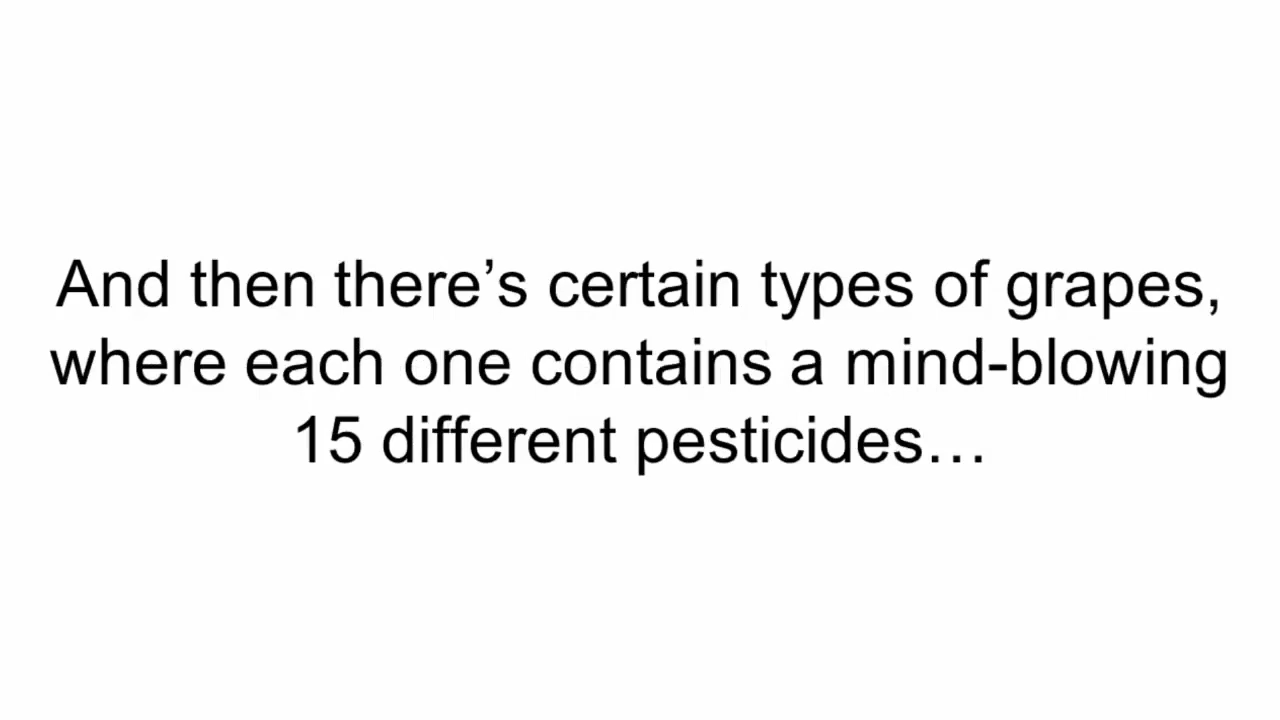 And then there’s certain types of grapes,
where each one contains a mind-blowing
15 different pesticides…